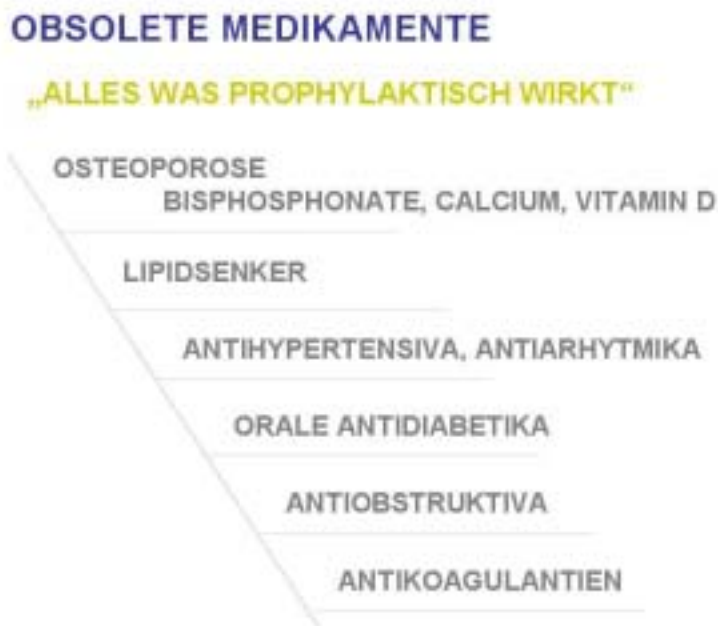 OBSOLETE MEDIKAMENTE
„ALLES WAS PROPHYLAKTISCH WIRKT“
OSTEOPOROSE
BISPHOSPHONATE, CALCIUM, VITAMIN D
LIPIDSENKER
ANTIHYPERTENSIVA, ANTIARHYTMIKA
ORALE ANTIDIABETIKA
ANTIOBSTRUKTIVA
ANTIKOAGULANTIEN